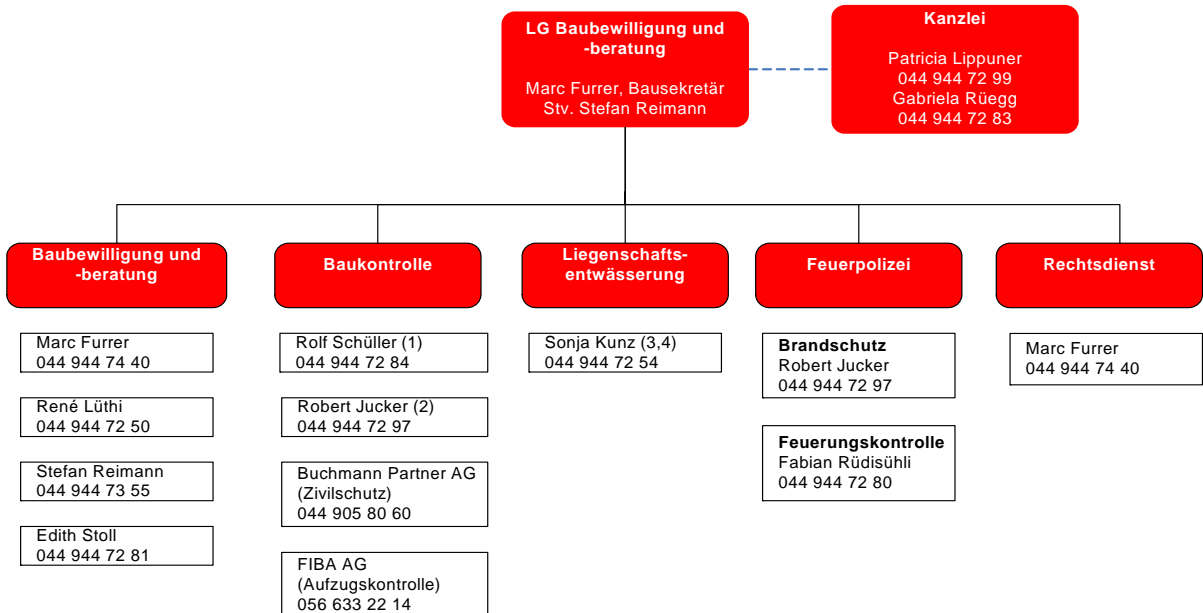 LG Baubewilligung und
-beratung
Marc Furrer, Bausekretär
Stv. Stefan Reimann
Kanzlei
Patricia Lippuner
044 944 72 99
Gabriela Rüegg
044 944 72 83
Baubewilligung und
-beratung
Marc Furrer
044 944 74 40
René Lüthi
044 944 72 50
Stefan Reimann
044 944 73 55
Edith Stoll
044 944 72 81
Baukontrolle
Rolf Schüller (1)
044 944 72 84
Robert Jucker (2)
044 944 72 97
Buchmann Partner AG
(Zivilschutz)
044 905 80 60
FIBA AG
(Aufzugskontrolle)
056 633 22 14
Liegenschafts-
entwässerung
Sonja Kunz (3,4)
044 944 72 54
Feuerpolizei
Brandschutz
Robert Jucker
044 944 72 97
Feuerungskontrolle
Fabian Rüdisühli
044 944 72 80
Rechtsdienst
Marc Furrer
044 944 74 40